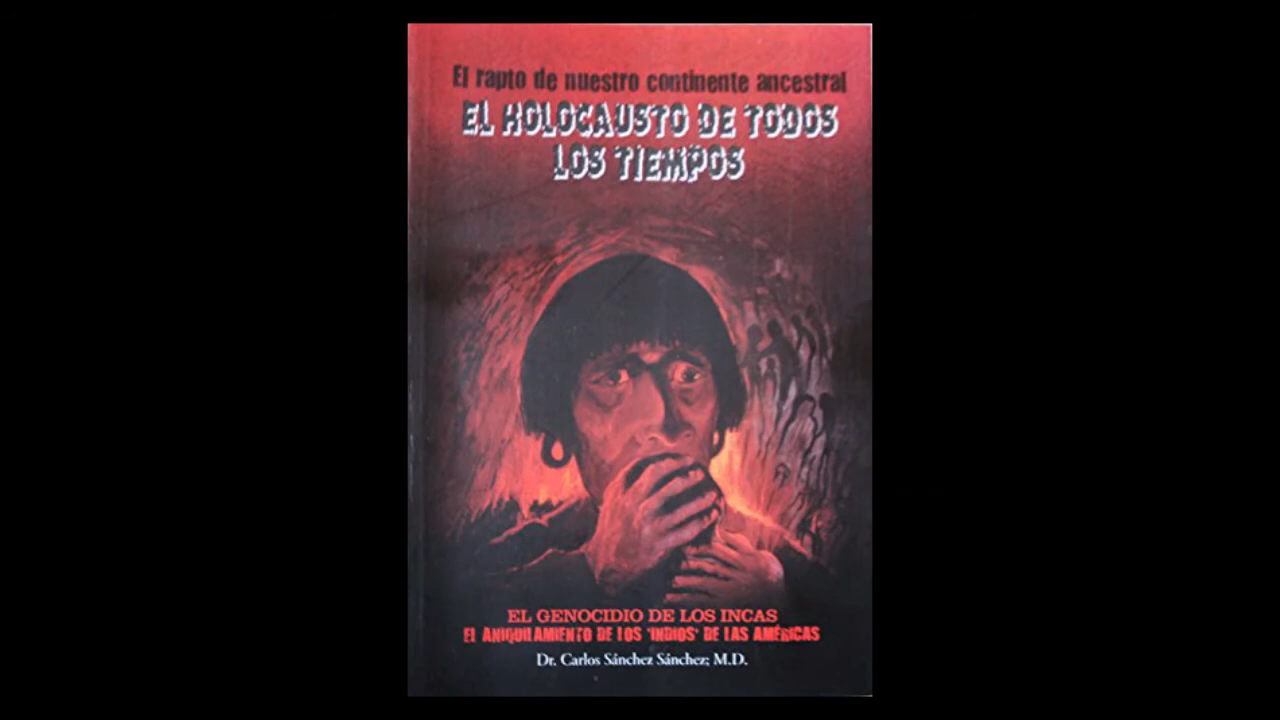 El rapto de nuestro continente ancestral
EL HOLOCAUSTO DE TODOS
LOS TIEMPOS
EL GENOCIDIO DE LOS INCAS
EL ANIQUILAMIENTO DE LOS 'INDIOS' DE LAS AMÉRICAS
Dr. Carlos Sánchez Sánchez; M.D.